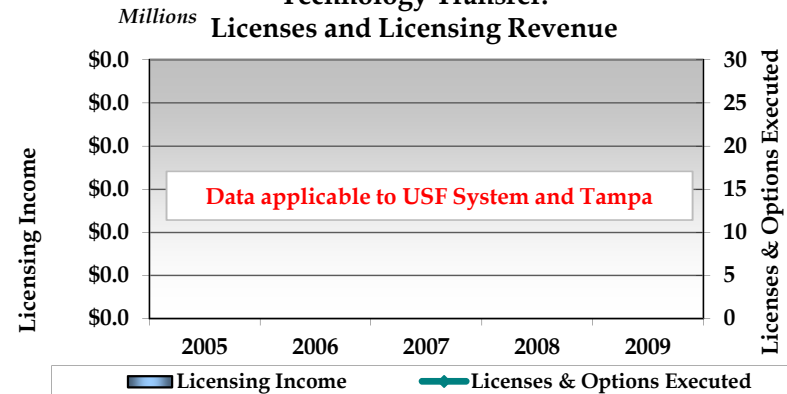 Technology Transfer:
Millions
Licenses and Licensing Revenue
$0.0
$0.0
$0.0
$0.0
$0.0
$0.0
$0.0
30
25
20
15
10
5
0
Licensing Income
Licenses & Options Executed
Data applicable to USF System and Tampa
2005 2006 2007 2008 2009
Licensing Income Licenses & Options Executed